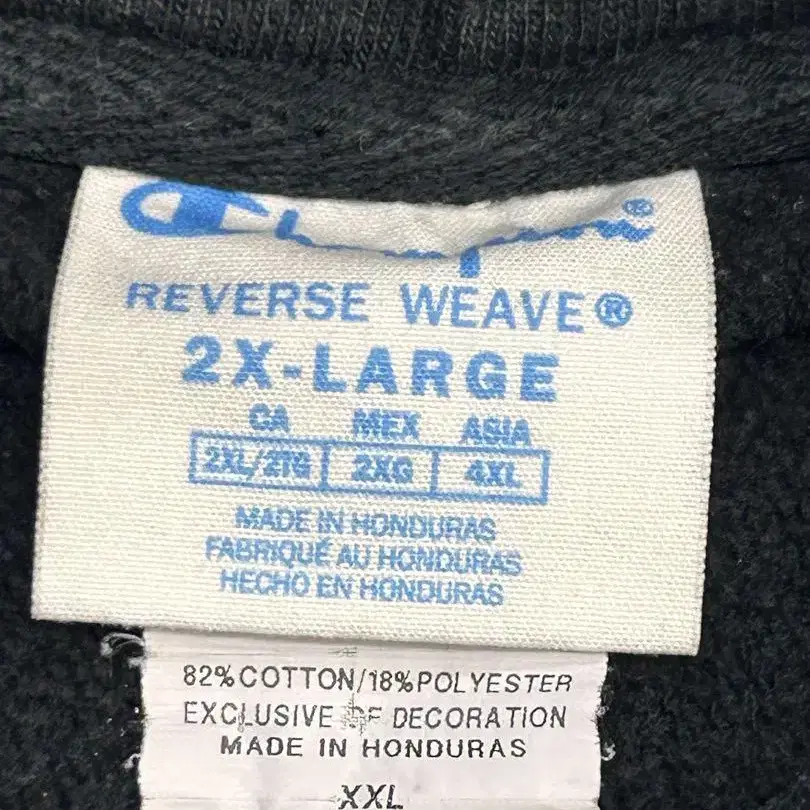 Champion®
REVERSE WEAVE®
2X-LARGE
CA MEX ASIA
2XL/2TG 2XG 4XL
MADE IN HONDURAS
FABRIQUÉ AU HONDURAS
HECHO EN HONDURAS
82%COTTON/18%POLYESTER
EXCLUSIVE OF DECORATION
MADE IN HONDURAS
XXL